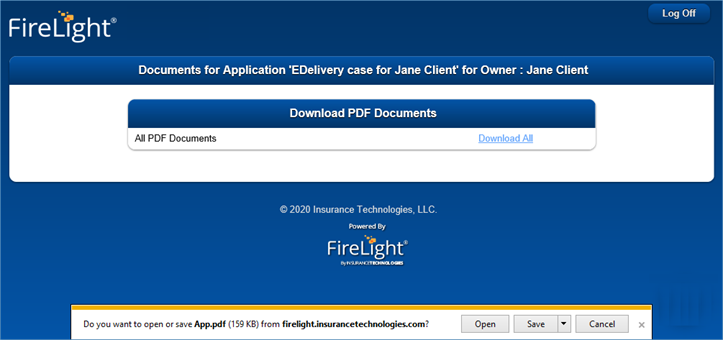 FireLight®
Log Off
Documents for Application 'EDelivery case for Jane Client' for Owner : Jane Client
Download PDF Documents
All PDF Documents Download All
© 2020 Insurance Technologies, LLC.
Powered By
FireLight®
By INSURANCETECHNOLOGIES
Do you want to open or save App.pdf (159 KB) from firelight.insurancetechnologies.com? Open Save Cancel ×